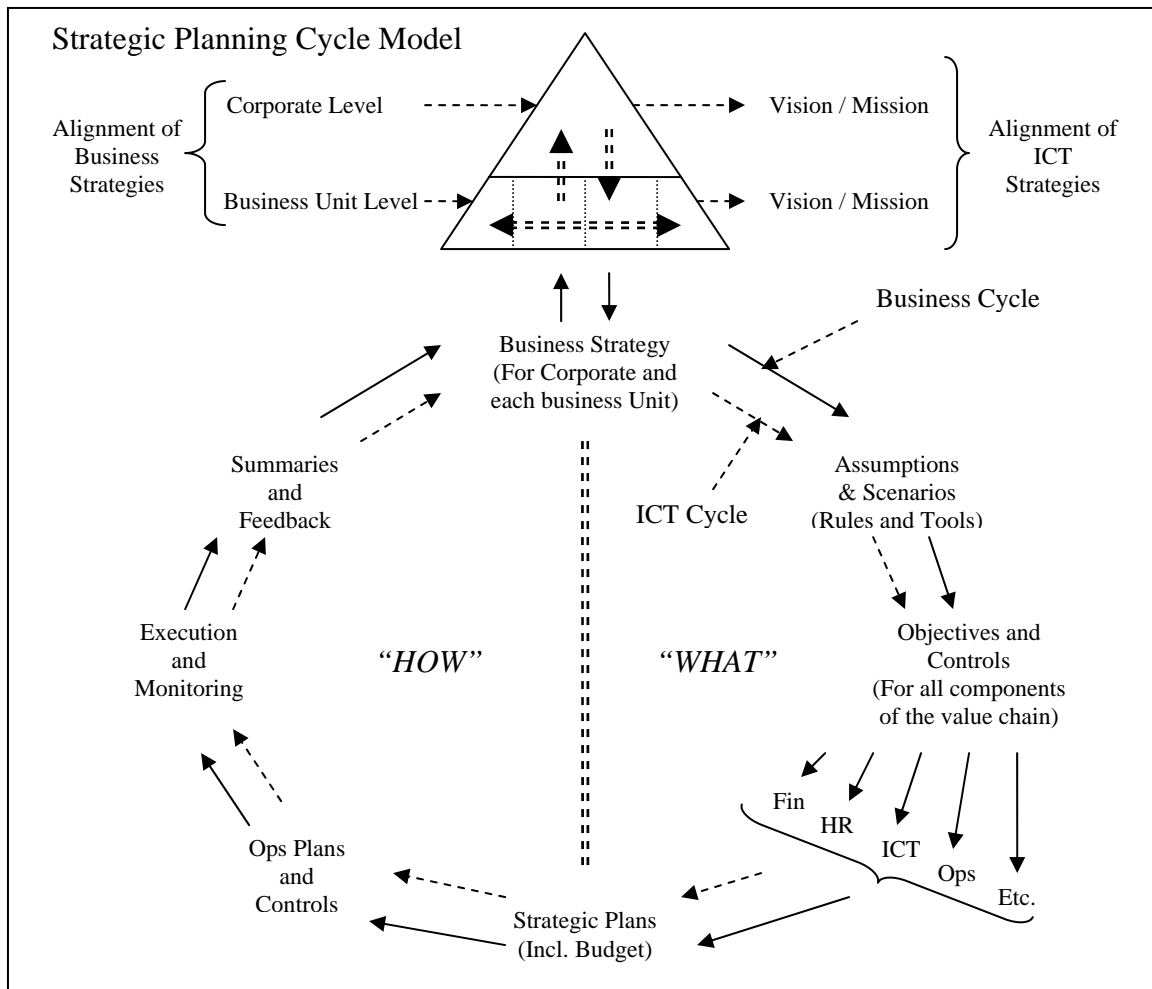 Strategic Planning Cycle Model
Corporate Level
Vision / Mission
Alignment of
Business
Strategies
Alignment of
ICT
Strategies
Business Unit Level
Vision / Mission
Business Cycle
Business Strategy
(For Corporate and
each business Unit)
Summaries
and
Feedback
ICT Cycle
Assumptions
& Scenarios
(Rules and Tools)
Execution
and
Monitoring
“HOW”
“WHAT”
Objectives and
Controls
(For all components
of the value chain)
Fin
HR
ICT
Ops
Etc.
Ops Plans
and
Controls
Strategic Plans
(Incl. Budget)